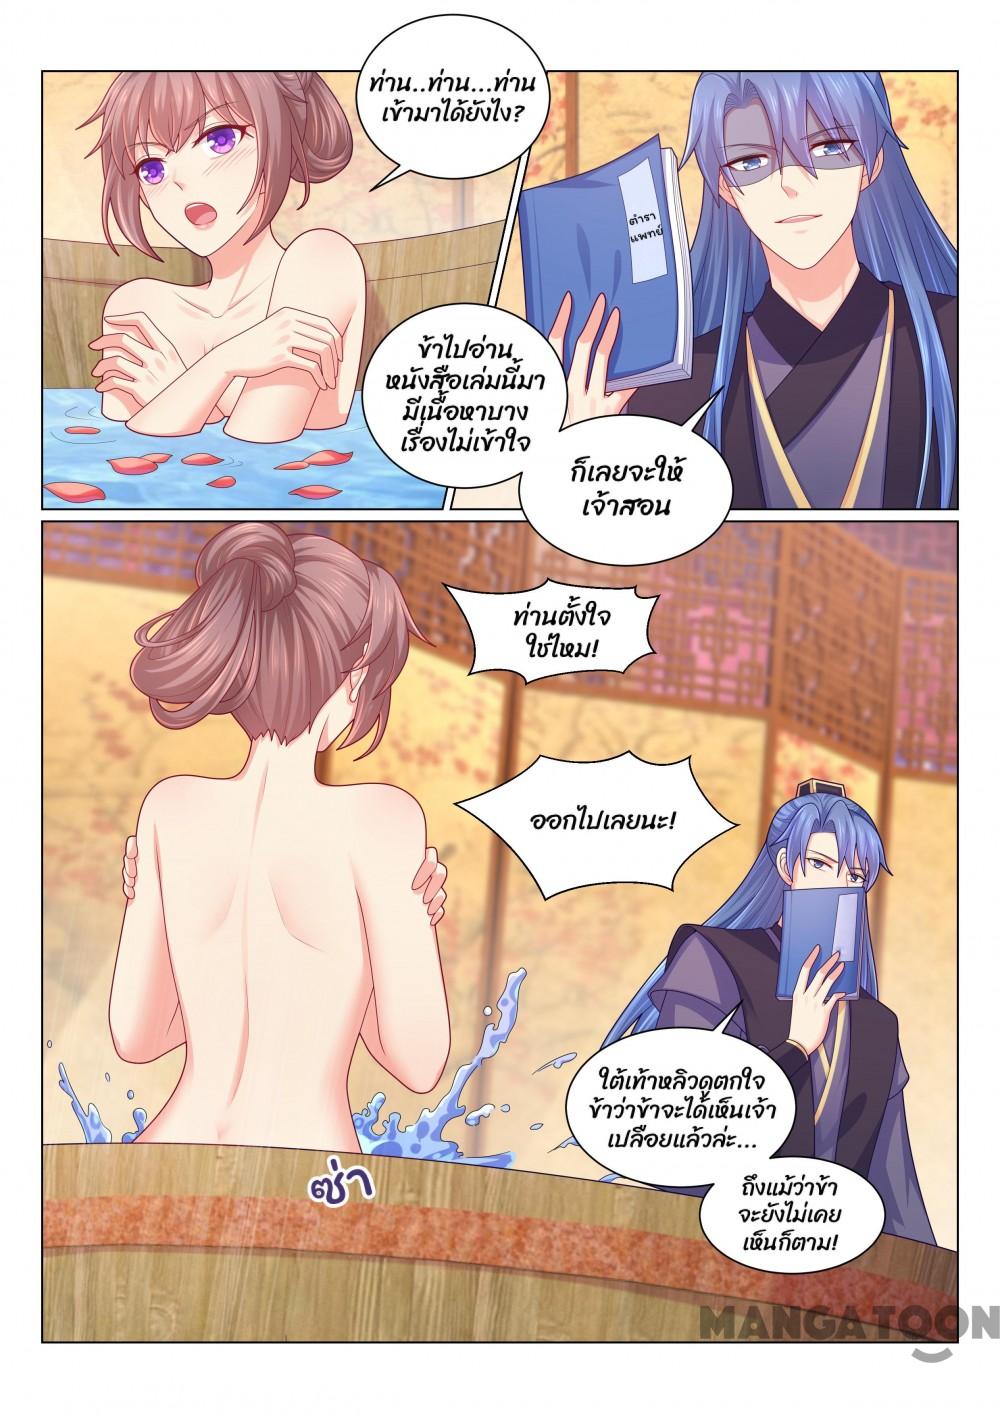 ท่าน..ท่าน...ท่าน
เข้ามาได้ยังไง?
ตำรา
แพทย์
ข้าไปอ่าน
หนังสือเล่มนี้มา
มีเนื้อหาบาง
เรื่องไม่เข้าใจ
ก็เลยจะให้
เจ้าสอน
ท่านตั้งใจ
ใช่ไหม!
ออกไปเลยนะ!
ใต้เท้าหลิวดูตกใจ
ข้าว่าข้าจะได้เห็นเจ้า
เปลือยแล้วล่ะ...
ถึงแม้ว่าข้า
จะยังไม่เคย
เห็นก็ตาม!
ซ่า
MANGATOON